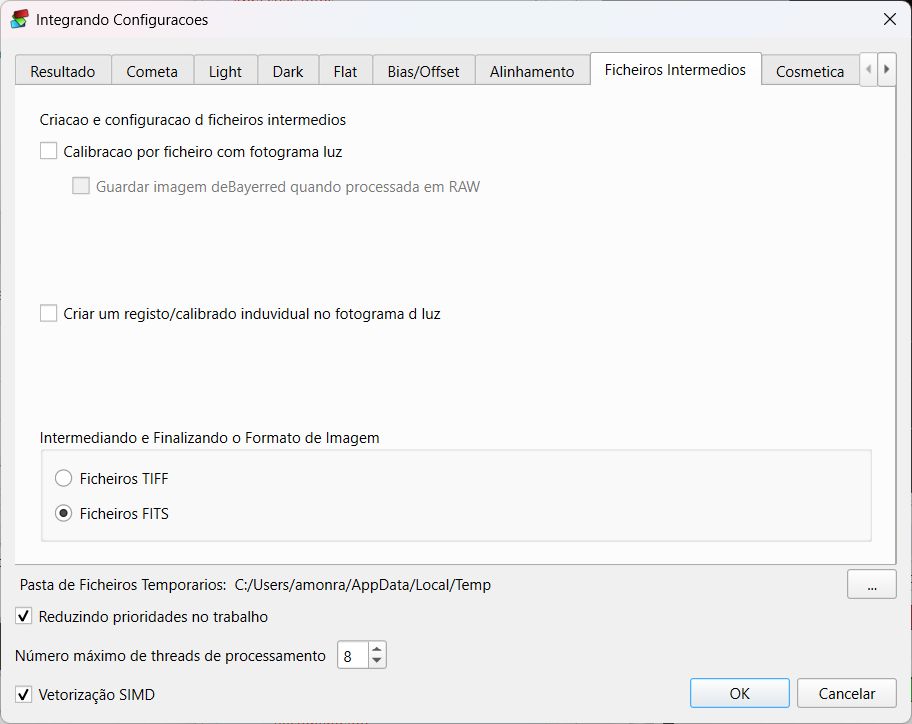 Integrando Configuracoes
Resultado Cometa Light Dark Flat Bias/Offset Alinhamento Ficheiros Intermedios Cosmetica
Criacao e configuracao d ficheiros intermedios
Calibracao por ficheiro com fotograma luz
Guardar imagem deBayerred quando processada em RAW
Criar um registo/calibrado induvidual no fotograma d luz
Intermediando e Finalizando o Formato de Imagem
Ficheiros TIFF
Ficheiros FITS
Pasta de Ficheiros Temporarios: C:/Users/amonra/AppData/Local/Temp ...
Reduzindo prioridades no trabalho
Número máximo de threads de processamento 8
Vetorização SIMD OK Cancelar